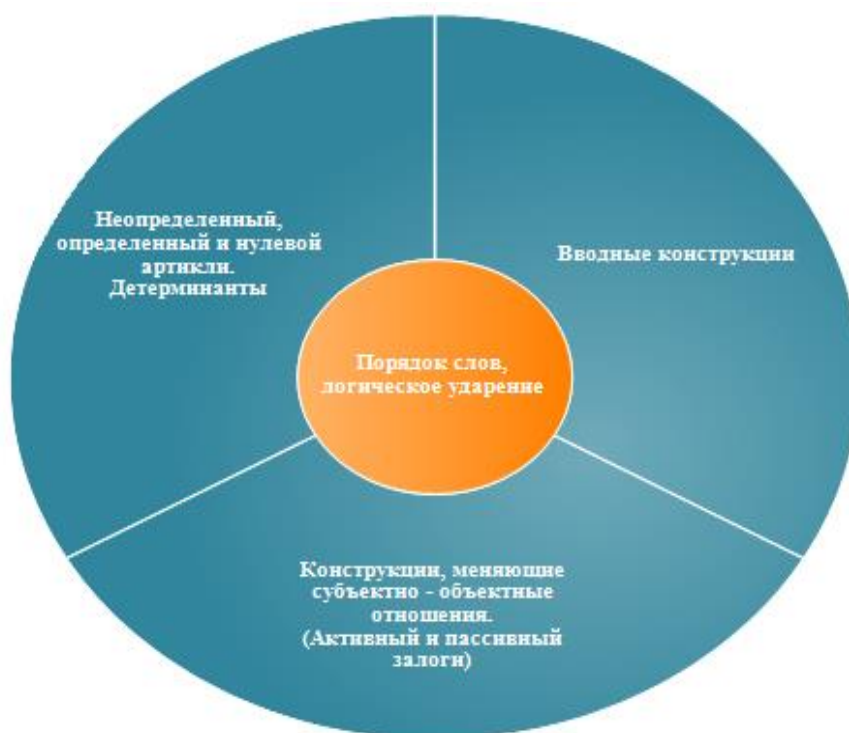 Неопределенный,
определенный и нулевой
артикли.
Детерминанты
Вводные конструкции
Порядок слов,
логическое ударение
Конструкции, меняющие
субъектно - объектные
отношения.
(Активный и пассивный
залоги)